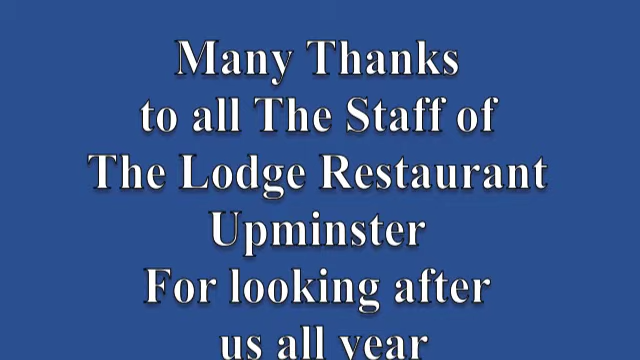 Many Thanks
to all The Staff of
The Lodge Restaurant
Upminster
For looking after
us all year